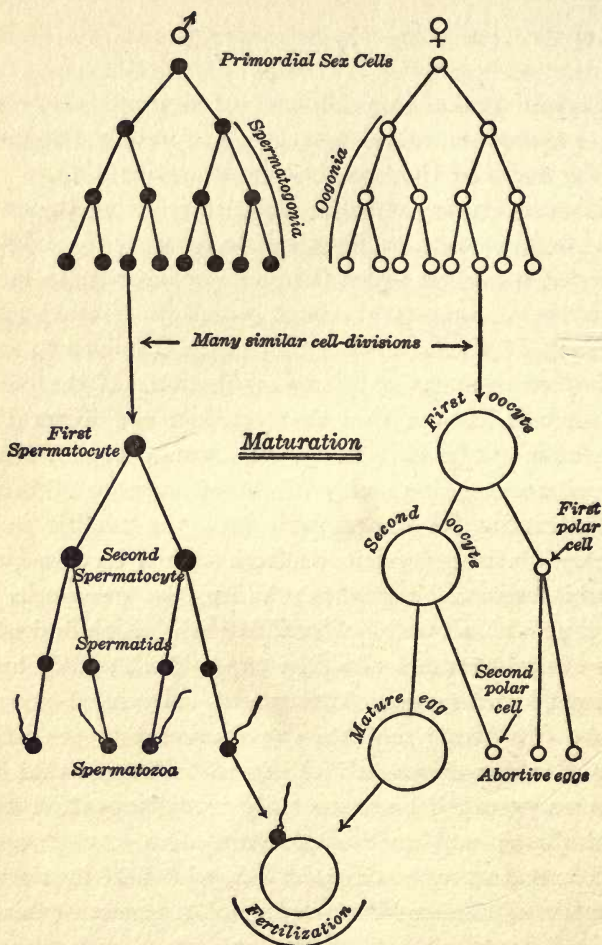 ♂ ♀
Primordial Sex Cells
Spermatogonia
Oogonia
Many similar cell-divisions
First
Spermatocyte
Maturation
First oocyte
Second
Spermatocyte
Second oocyte
First
polar
cell
Spermatids
Mature egg
Second
polar
cell
Spermatozoa
Abortive eggs
Fertilization